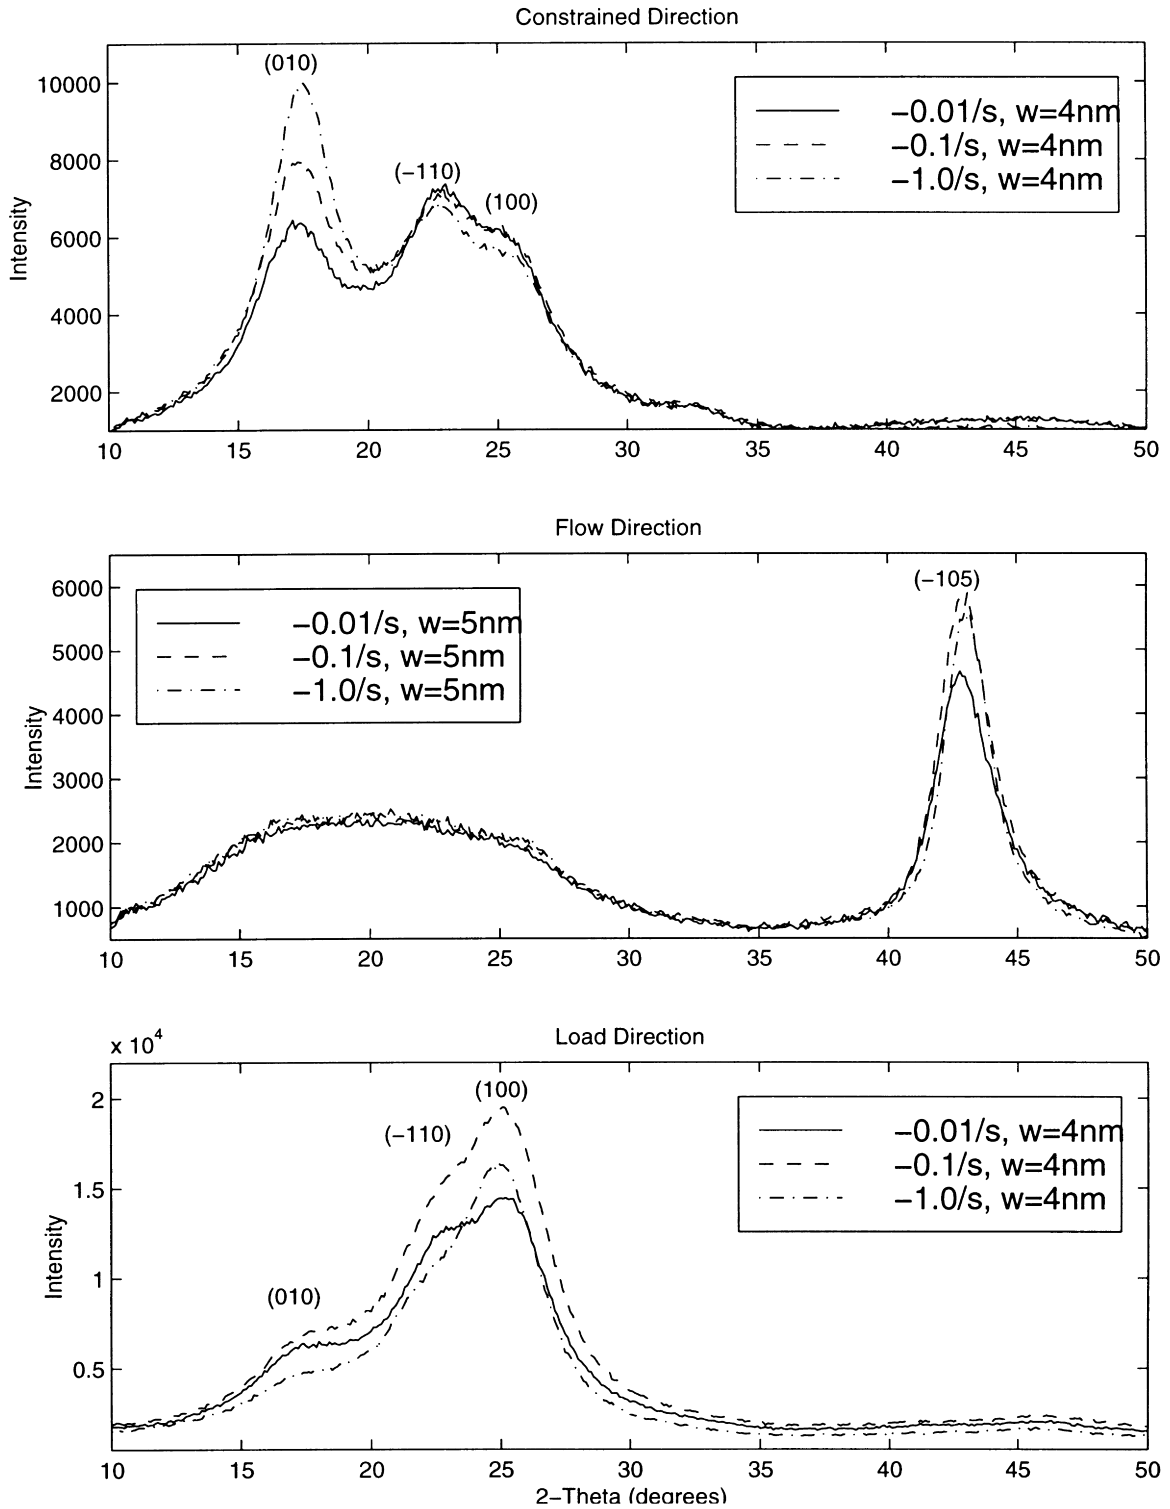 Constrained Direction
(010)
10000
−0.01/s, w=4nm
−0.1/s, w=4nm
−1.0/s, w=4nm
8000
(−110)
(100)
Intensity
6000
4000
2000
10 15 20 25 30 35 40 45 50
Flow Direction
(−105)
6000
−0.01/s, w=5nm
−0.1/s, w=5nm
−1.0/s, w=5nm
5000
4000
Intensity
3000
2000
1000
10 15 20 25 30 35 40 45 50
x 10^4
Load Direction
2
(100)
(−110)
−0.01/s, w=4nm
−0.1/s, w=4nm
−1.0/s, w=4nm
1.5
Intensity
1
(010)
0.5
10 15 20 25 30 35 40 45 50
2−Theta (degrees)